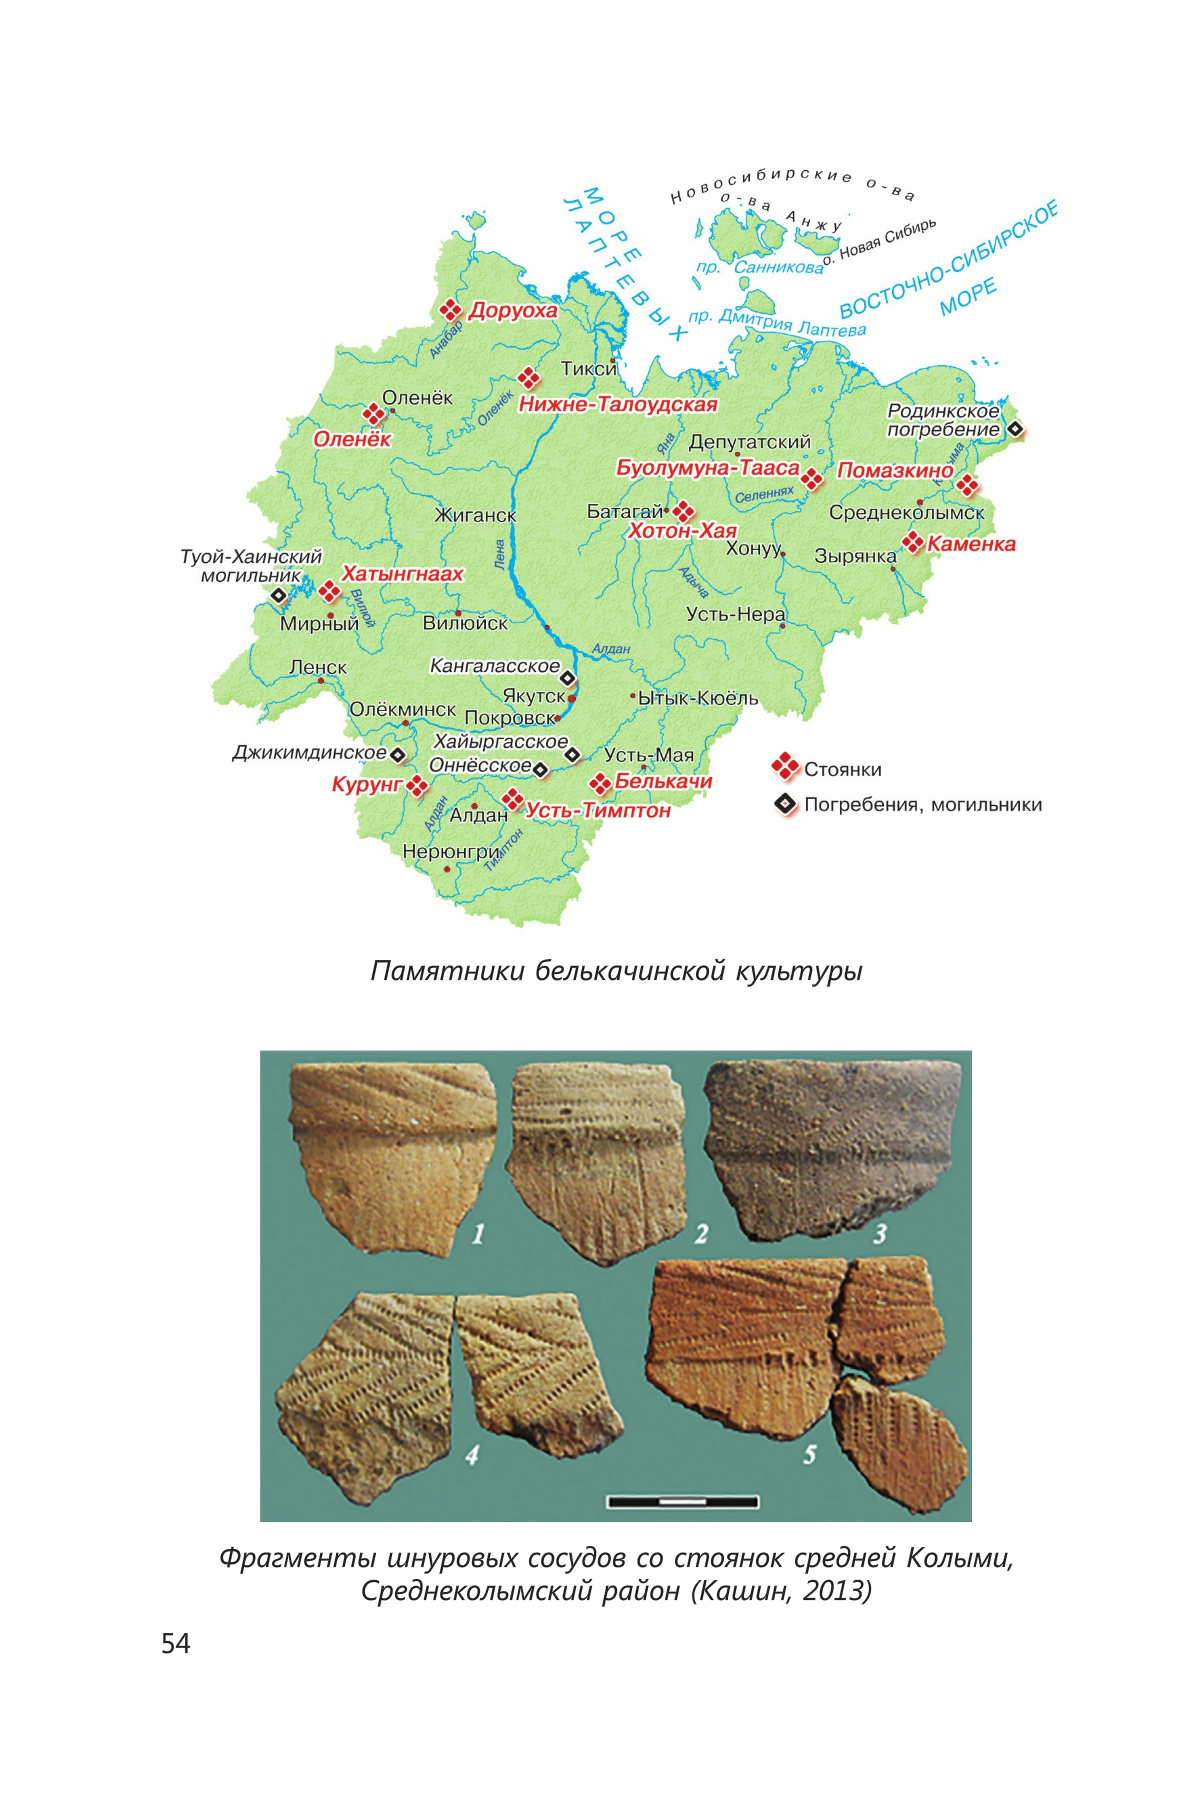 Новосибирские о-ва
о-ва Анжу
о. Новая Сибирь
МОРЕ
ЛАПТЕВЫХ
пр. Санникова
ВОСТОЧНО-СИБИРСКОЕ
МОРЕ
пр. Дмитрия Лаптева
Доруоха
Анабар
Тикси
Оленёк
Оленёк
Нижне-Талоудская
Оленёк
Родинкское
погребение
Яна
Депутатский
Буолумуна-Тааса
Помазкино
Селеннях
Батагай
Среднеколымск
Жиганск
Хотон-Хая
Каменка
Хонуу
Зырянка
Лена
Туой-Хаинский
могильник
Хатынгнаах
Адыча
Вилюй
Мирный
Вилюйск
Усть-Нера
Алдан
Ленск
Кангаласское
Якутск
Ытык-Кюёль
Олёкминск
Покровск
Хайыргасское
Джикимдинское
Оннёсское
Усть-Мая
Курунг
Белькачи
Стоянки
Алдан
Алдан
Усть-Тимптон
Погребения, могильники
Нерюнгри
Тимптон
Памятники белькачинской культуры
1
2
3
4
5
Фрагменты шнуровых сосудов со стоянок средней Колыми,
Среднеколымский район (Кашин, 2013)
54